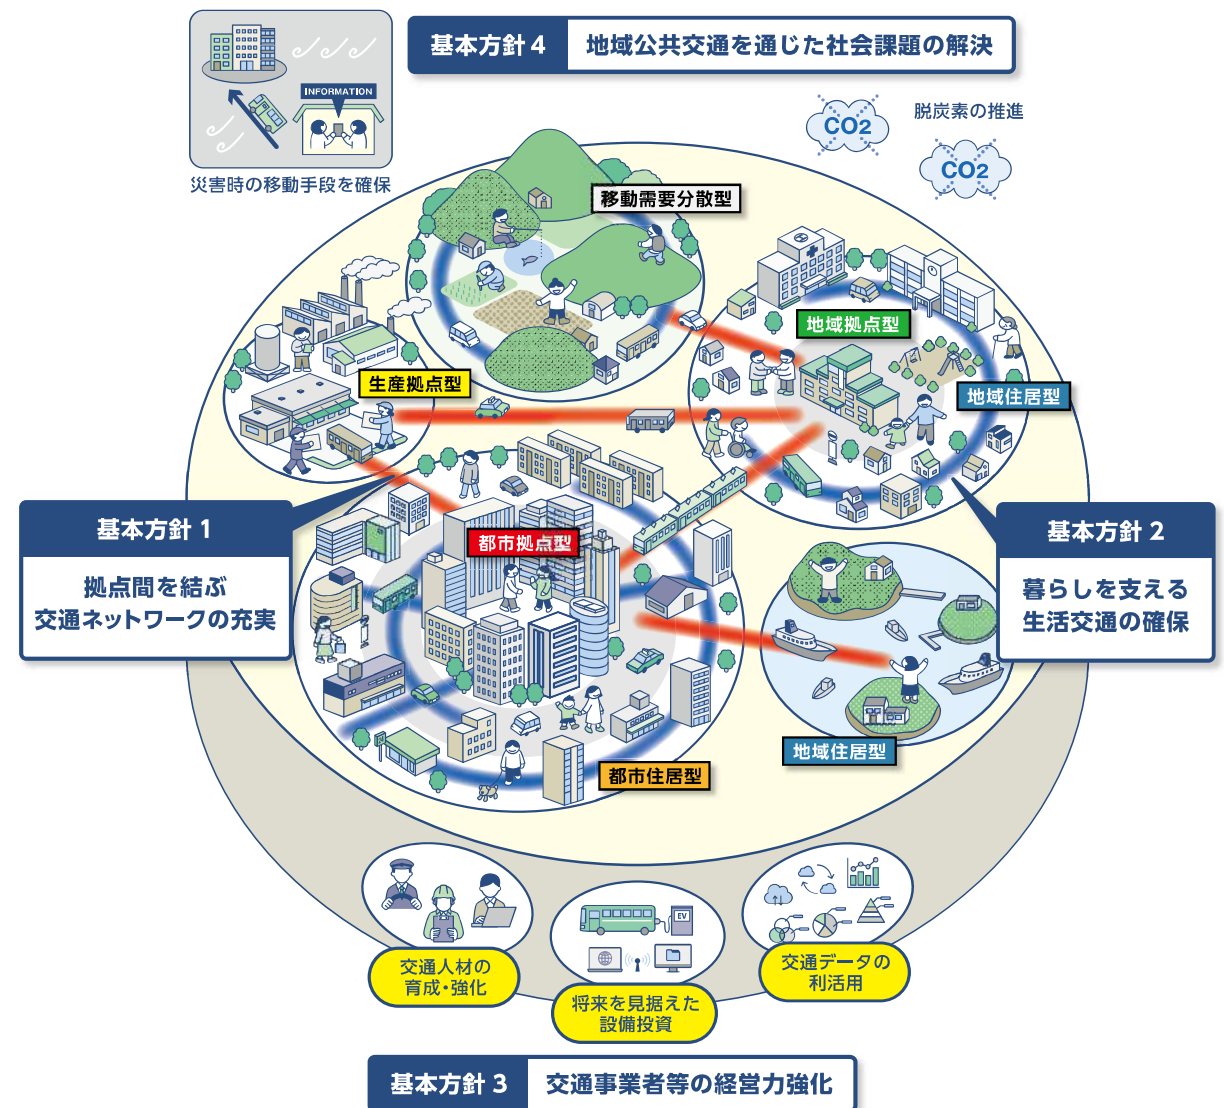 基本方針4 地域公共交通を通じた社会課題の解決
INFORMATION
災害時の移動手段を確保
脱炭素の推進
CO2
CO2
移動需要分散型
地域拠点型
生産拠点型
地域住居型
基本方針1
拠点間を結ぶ
交通ネットワークの充実
都市拠点型
基本方針2
暮らしを支える
生活交通の確保
地域住居型
都市住居型
交通人材の
育成・強化
EV
将来を見据えた
設備投資
交通データの
利活用
基本方針3 交通事業者等の経営力強化